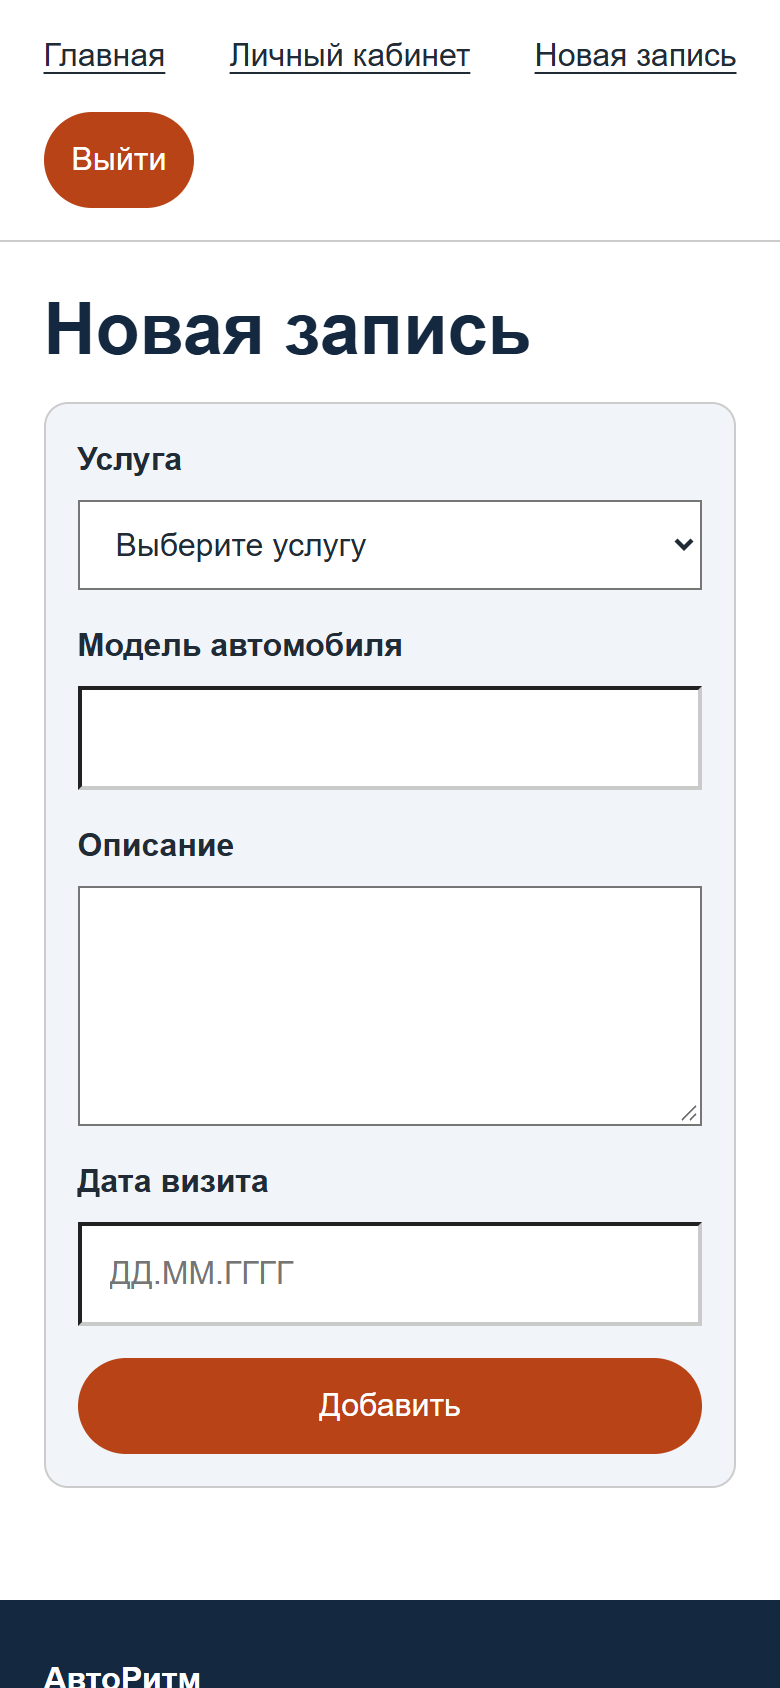 Главная Личный кабинет Новая запись
Выйти
Новая запись
Услуга
Выберите услугу
Модель автомобиля
Описание
Дата визита
ДД.ММ.ГГГГ
Добавить
АвтоРитм